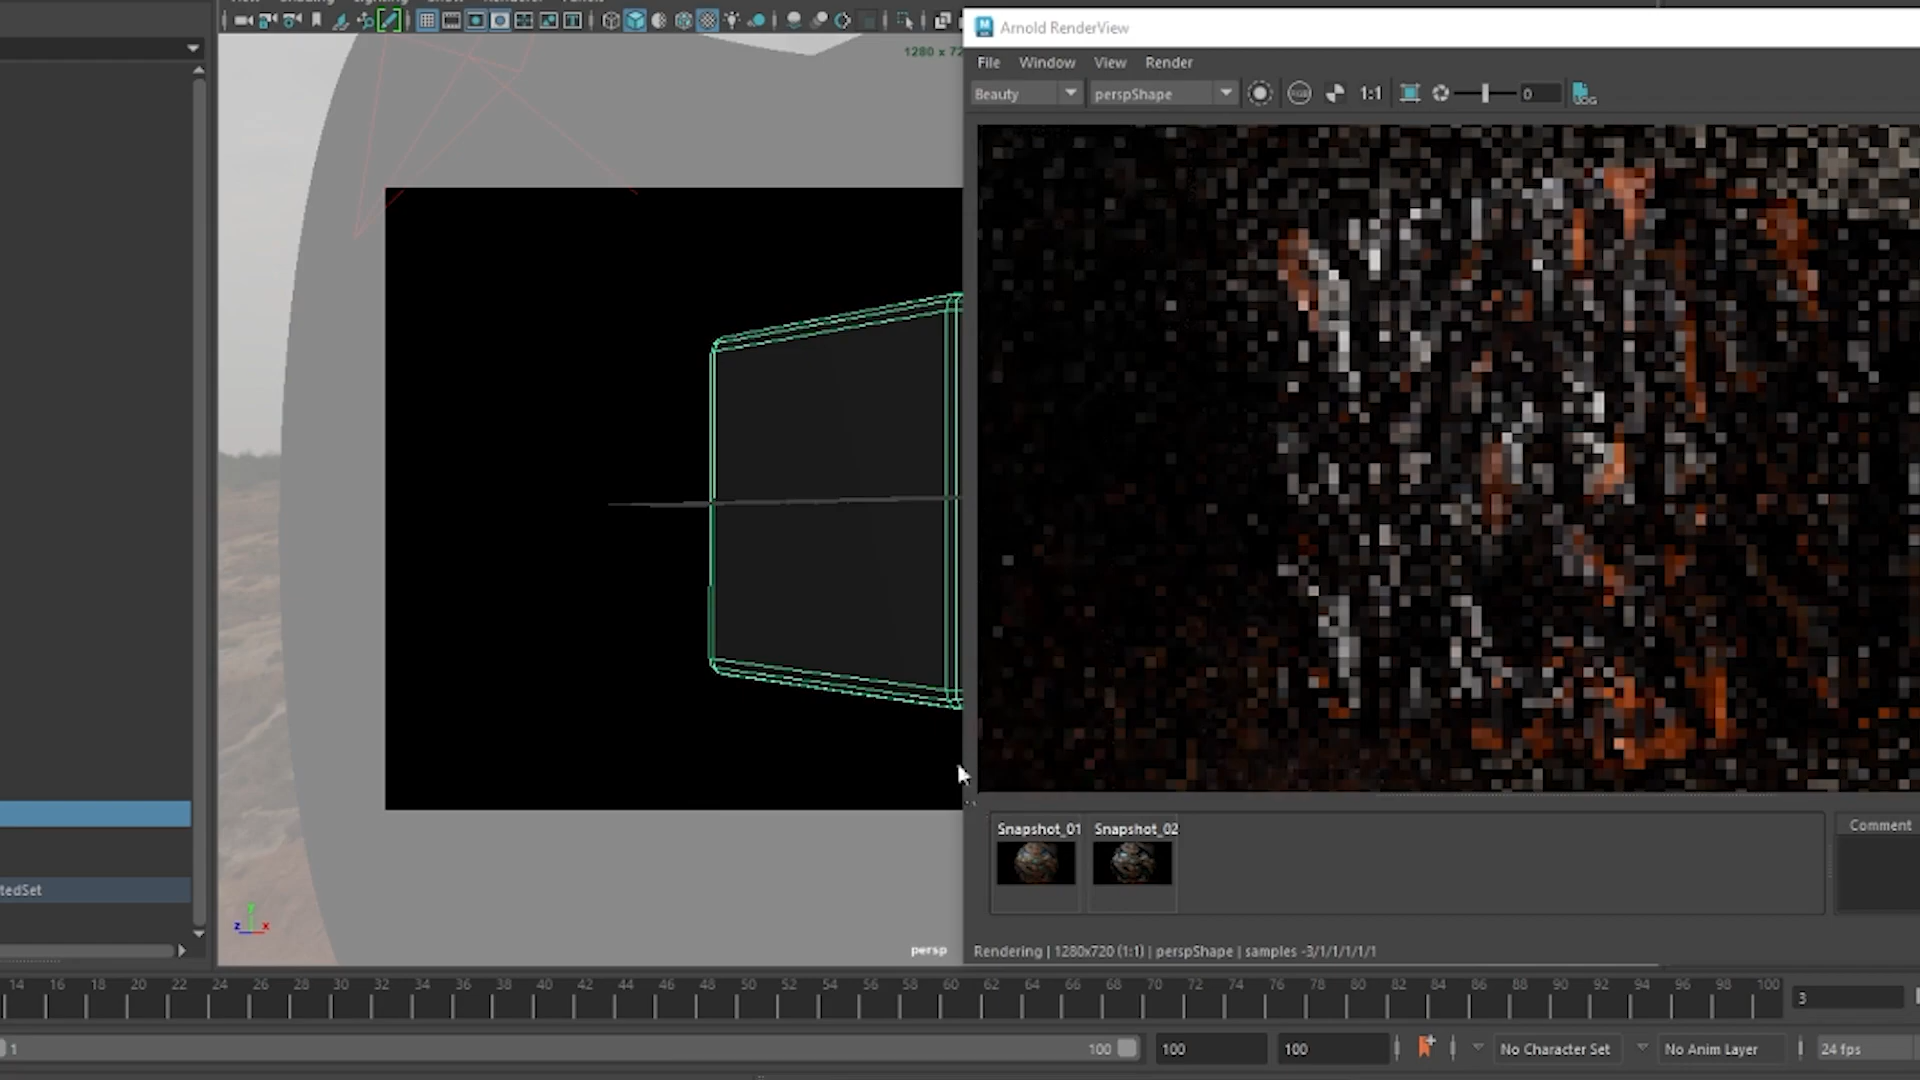 Arnold RenderView
1280 x 72
File Window View Render
Beauty perspShape 1:1 0
LOG
Snapshot_01 Snapshot_02
Comment
tedSet
z y x
persp
Rendering | 1280x720 (1:1) | perspShape | samples -3/1/1/1/1/1
14 16 18 20 22 24 26 28 30 32 34 36 38 40 42 44 46 48 50 52 54 56 58 60 62 64 66 68 70 72 74 76 78 80 82 84 86 88 90 92 94 96 98 100 3
1 100 100 100 No Character Set No Anim Layer 24 fps